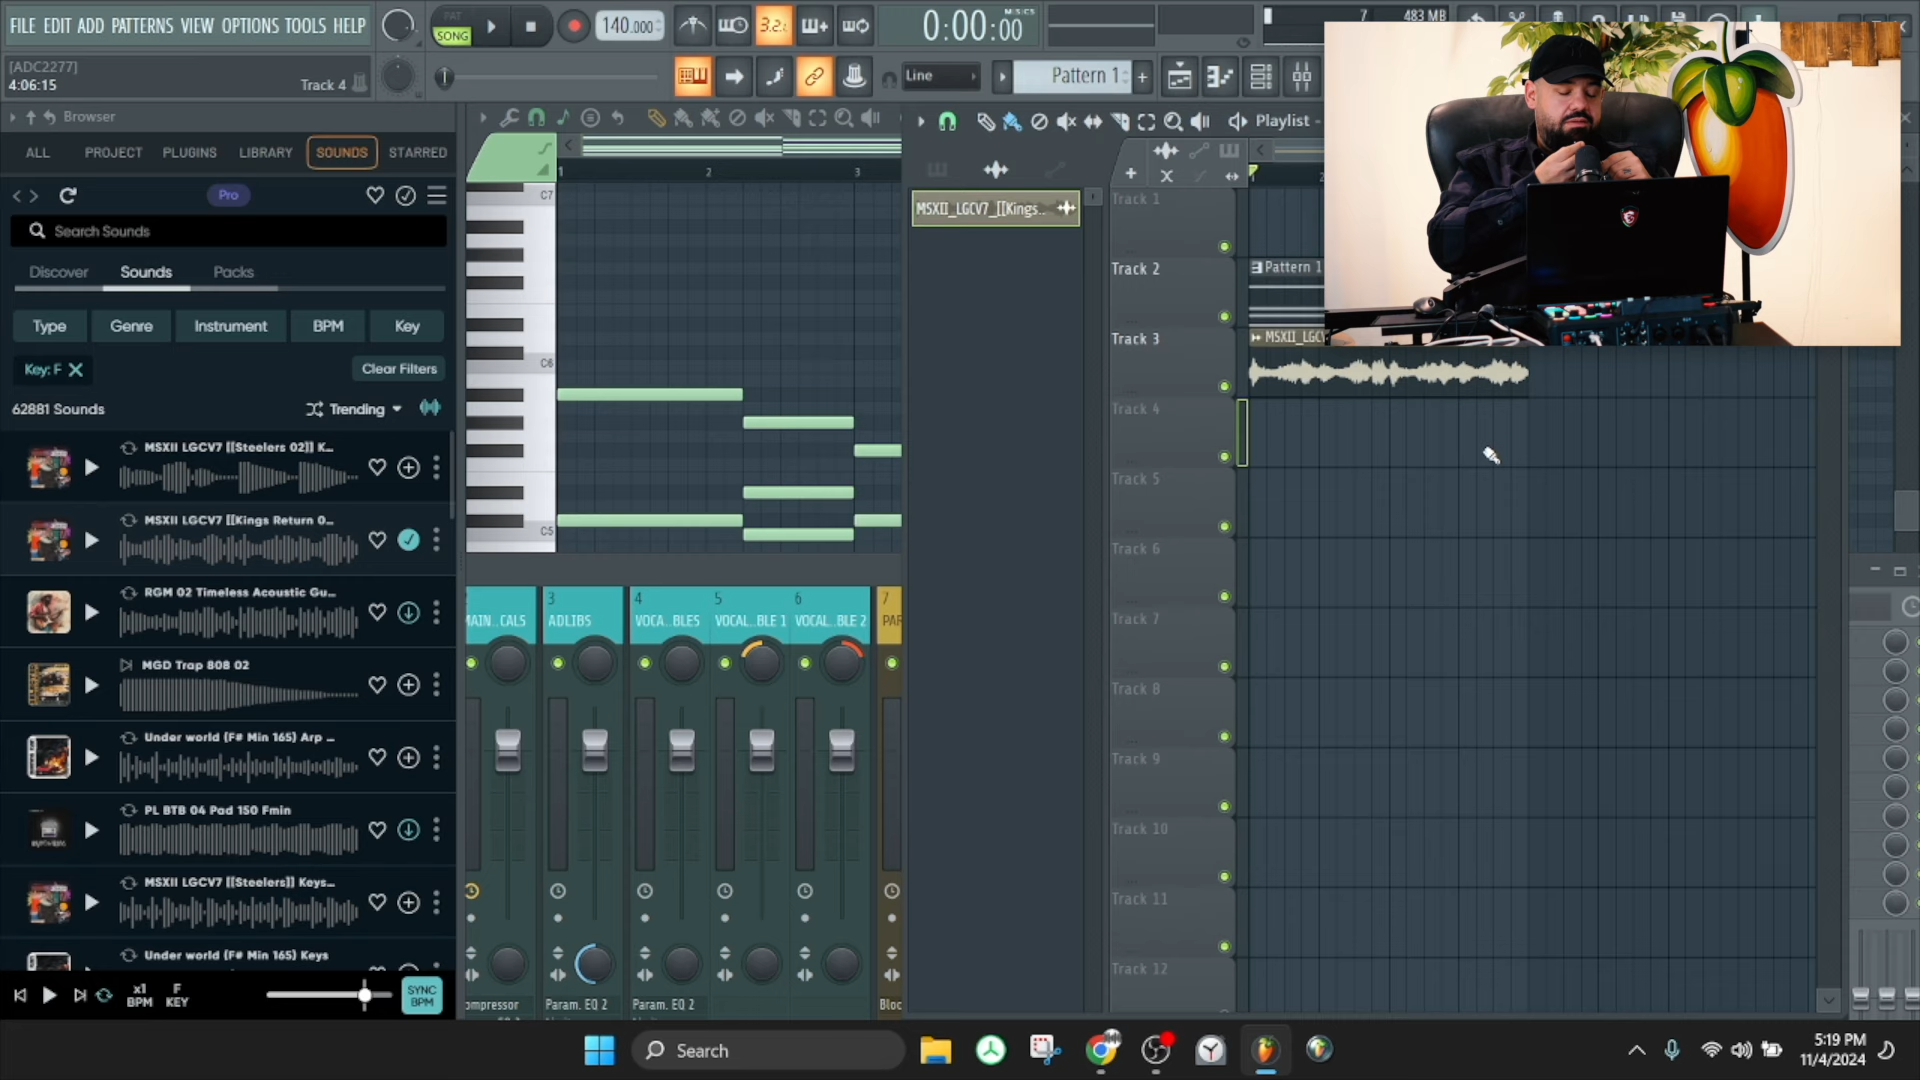 FILE EDIT ADD PATTERNS VIEW OPTIONS TOOLS HELP
PAT
SONG
140.000
3.2.
0:00:00
M:S:CS
7
483 MB
[ADC2277]
4:06:15
Track 4
Line
Pattern 1
Browser
Playlist -
ALL
PROJECT
PLUGINS
LIBRARY
SOUNDS
STARRED
Pro
Search Sounds
Discover
Sounds
Packs
Type
Genre
Instrument
BPM
Key
Key: F
Clear Filters
62881 Sounds
Trending
MSXII LGCV7 [[Steelers 02]] K...
MSXII LGCV7 [[Kings Return 0...
RGM 02 Timeless Acoustic Gu...
MGD Trap 808 02
Under world (F# Min 165) Arp ...
PL BTB 04 Pad 150 Fmin
MSXII LGCV7 [[Steelers]] Keys...
Under world (F# Min 165) Keys
x1
BPM
F
KEY
SYNC
BPM
1
2
3
C7
C6
C5
3
4
5
6
7
MAIN..CALS
ADLIBS
VOCA..BLES
VOCAL..BLE 1
VOCAL..BLE 2
PAR
ompressor
Param. EQ 2
Param. EQ 2
Bloc
MSXII_LGCV7_[[Kings..
Track 1
Track 2
Pattern 1
Track 3
MSXII_LGCV
Track 4
Track 5
Track 6
Track 7
Track 8
Track 9
Track 10
Track 11
Track 12
Search
5:19 PM
11/4/2024